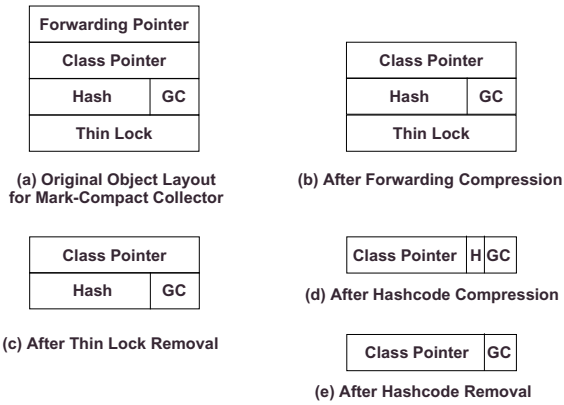 Forwarding Pointer
Class Pointer
Hash GC
Thin Lock
(a) Original Object Layout
for Mark-Compact Collector
Class Pointer
Hash GC
Thin Lock
(b) After Forwarding Compression
Class Pointer
Hash GC
(c) After Thin Lock Removal
Class Pointer H GC
(d) After Hashcode Compression
Class Pointer GC
(e) After Hashcode Removal